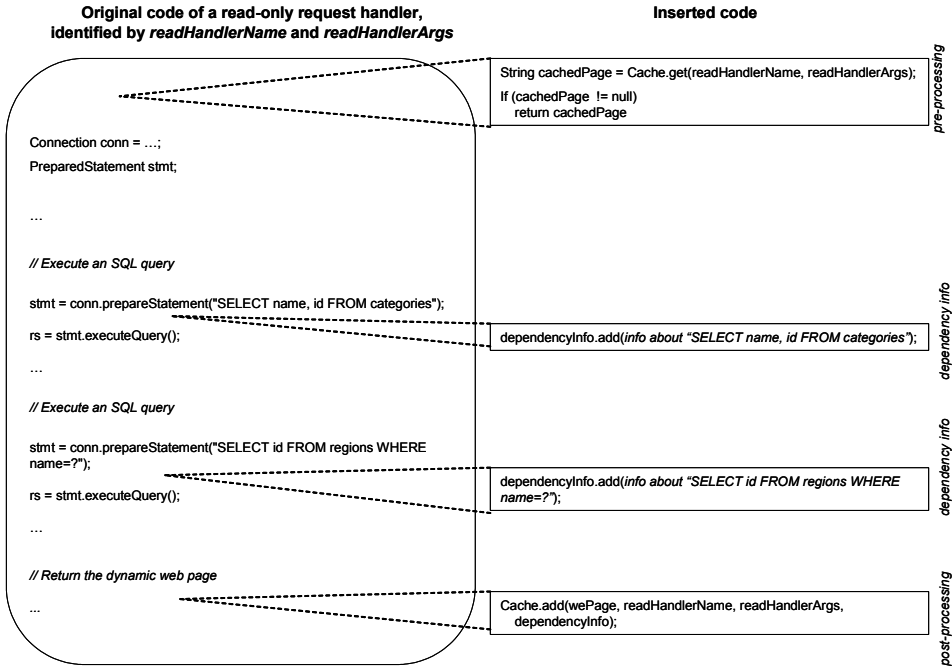 Original code of a read-only request handler,
identified by readHandlerName and readHandlerArgs
Inserted code
String cachedPage = Cache.get(readHandlerName, readHandlerArgs);
If (cachedPage != null)
return cachedPage
pre-processing
Connection conn = …;
PreparedStatement stmt;
…
// Execute an SQL query
stmt = conn.prepareStatement("SELECT name, id FROM categories");
rs = stmt.executeQuery();
dependencyInfo.add(info about “SELECT name, id FROM categories”);
dependency info
…
// Execute an SQL query
stmt = conn.prepareStatement("SELECT id FROM regions WHERE
name=?");
rs = stmt.executeQuery();
dependencyInfo.add(info about “SELECT id FROM regions WHERE
name=?”);
dependency info
…
// Return the dynamic web page
...
Cache.add(wePage, readHandlerName, readHandlerArgs,
dependencyInfo);
post-processing